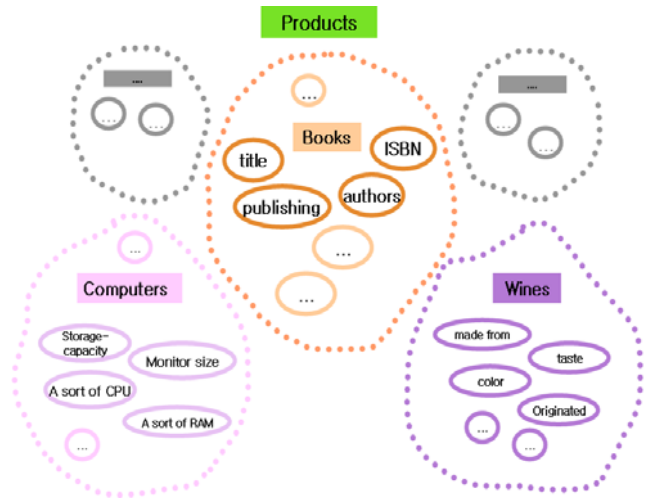 Products
....
... ...
...
Books
title
ISBN
publishing
authors
...
...
....
...
...
...
Computers
Storage-
capacity
Monitor size
A sort of CPU
A sort of RAM
...
Wines
made from
taste
color
Originated
...
...